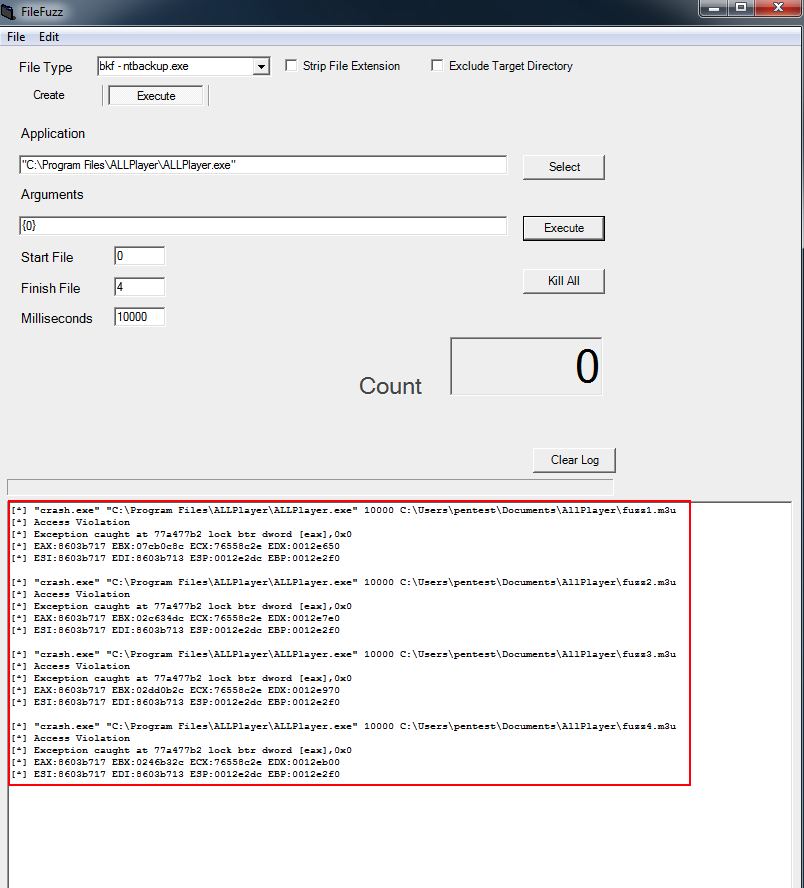 FileFuzz
File Edit
File Type bkf - ntbackup.exe Strip File Extension Exclude Target Directory
Create Execute
Application
"C:\Program Files\ALLPlayer\ALLPlayer.exe" Select
Arguments
{0} Execute
Start File 0
Finish File 4 Kill All
Milliseconds 10000
Count 0
Clear Log
[*] "crash.exe" "C:\Program Files\ALLPlayer\ALLPlayer.exe" 10000 C:\Users\pentest\Documents\AllPlayer\fuzz1.m3u
[*] Access Violation
[*] Exception caught at 77a477b2 lock btr dword [eax],0x0
[*] EAX:8603b717 EBX:07cb0c8c ECX:76558c2e EDX:0012e650
[*] ESI:8603b717 EDI:8603b713 ESP:0012e2dc EBP:0012e2f0
[*] "crash.exe" "C:\Program Files\ALLPlayer\ALLPlayer.exe" 10000 C:\Users\pentest\Documents\AllPlayer\fuzz2.m3u
[*] Access Violation
[*] Exception caught at 77a477b2 lock btr dword [eax],0x0
[*] EAX:8603b717 EBX:02c634dc ECX:76558c2e EDX:0012e7e0
[*] ESI:8603b717 EDI:8603b713 ESP:0012e2dc EBP:0012e2f0
[*] "crash.exe" "C:\Program Files\ALLPlayer\ALLPlayer.exe" 10000 C:\Users\pentest\Documents\AllPlayer\fuzz3.m3u
[*] Access Violation
[*] Exception caught at 77a477b2 lock btr dword [eax],0x0
[*] EAX:8603b717 EBX:02dd0b2c ECX:76558c2e EDX:0012e970
[*] ESI:8603b717 EDI:8603b713 ESP:0012e2dc EBP:0012e2f0
[*] "crash.exe" "C:\Program Files\ALLPlayer\ALLPlayer.exe" 10000 C:\Users\pentest\Documents\AllPlayer\fuzz4.m3u
[*] Access Violation
[*] Exception caught at 77a477b2 lock btr dword [eax],0x0
[*] EAX:8603b717 EBX:0246b32c ECX:76558c2e EDX:0012eb00
[*] ESI:8603b717 EDI:8603b713 ESP:0012e2dc EBP:0012e2f0